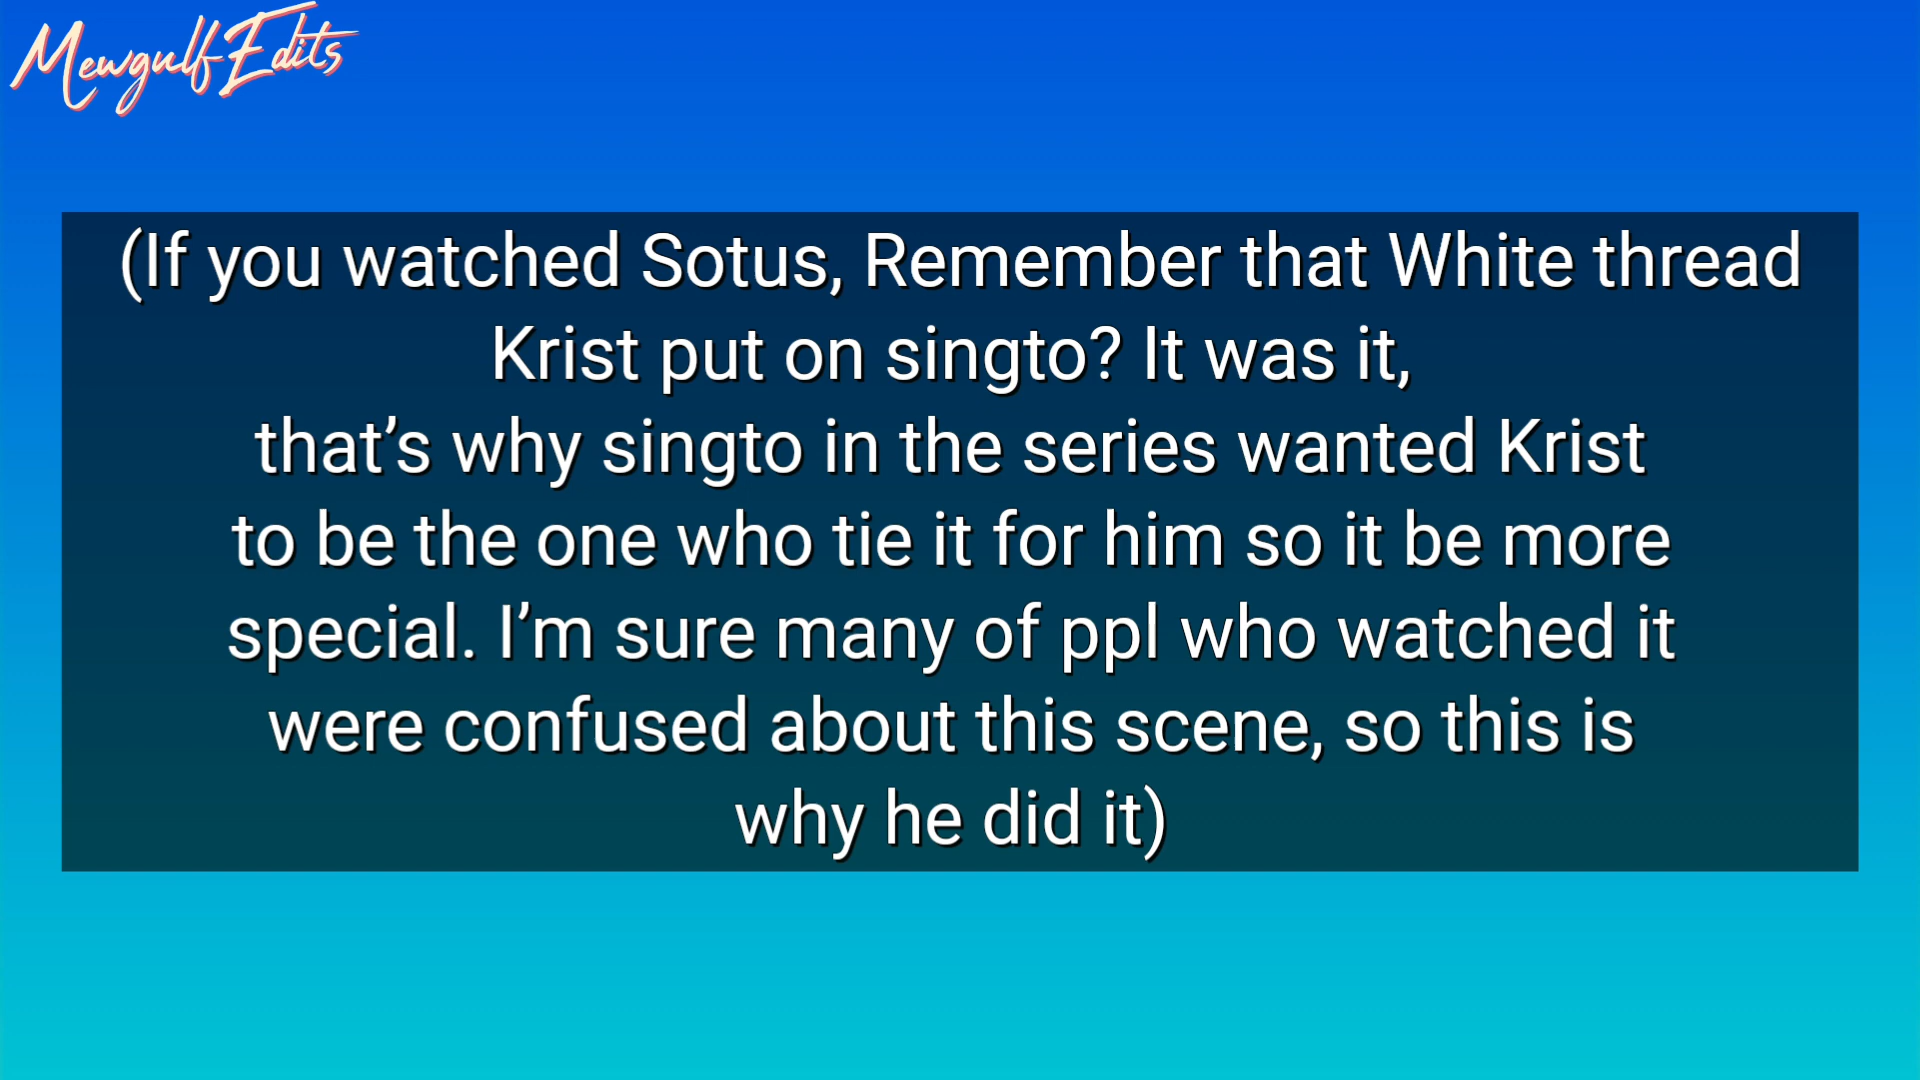 Mewgulf Edits
(If you watched Sotus, Remember that White thread
Krist put on singto? It was it,
that’s why singto in the series wanted Krist
to be the one who tie it for him so it be more
special. I’m sure many of ppl who watched it
were confused about this scene, so this is
why he did it)